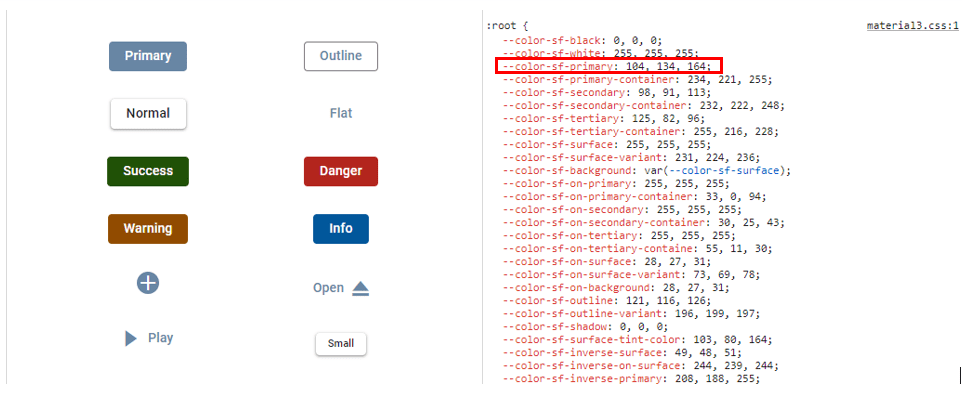 Primary
Outline
Normal
Flat
Success
Danger
Warning
Info
Open
Play
Small
:root {
material3.css:1
--color-sf-black: 0, 0, 0;
--color-sf-white: 255, 255, 255;
--color-sf-primary: 104, 134, 164;
--color-sf-primary-container: 234, 221, 255;
--color-sf-secondary: 98, 91, 113;
--color-sf-secondary-container: 232, 222, 248;
--color-sf-tertiary: 125, 82, 96;
--color-sf-tertiary-container: 255, 216, 228;
--color-sf-surface: 255, 255, 255;
--color-sf-surface-variant: 231, 224, 236;
--color-sf-background: var(--color-sf-surface);
--color-sf-on-primary: 255, 255, 255;
--color-sf-on-primary-container: 33, 0, 94;
--color-sf-on-secondary: 255, 255, 255;
--color-sf-on-secondary-container: 30, 25, 43;
--color-sf-on-tertiary: 255, 255, 255;
--color-sf-on-tertiary-containe: 55, 11, 30;
--color-sf-on-surface: 28, 27, 31;
--color-sf-on-surface-variant: 73, 69, 78;
--color-sf-on-background: 28, 27, 31;
--color-sf-outline: 121, 116, 126;
--color-sf-outline-variant: 196, 199, 197;
--color-sf-shadow: 0, 0, 0;
--color-sf-surface-tint-color: 103, 80, 164;
--color-sf-inverse-surface: 49, 48, 51;
--color-sf-inverse-on-surface: 244, 239, 244;
--color-sf-inverse-primary: 208, 188, 255;